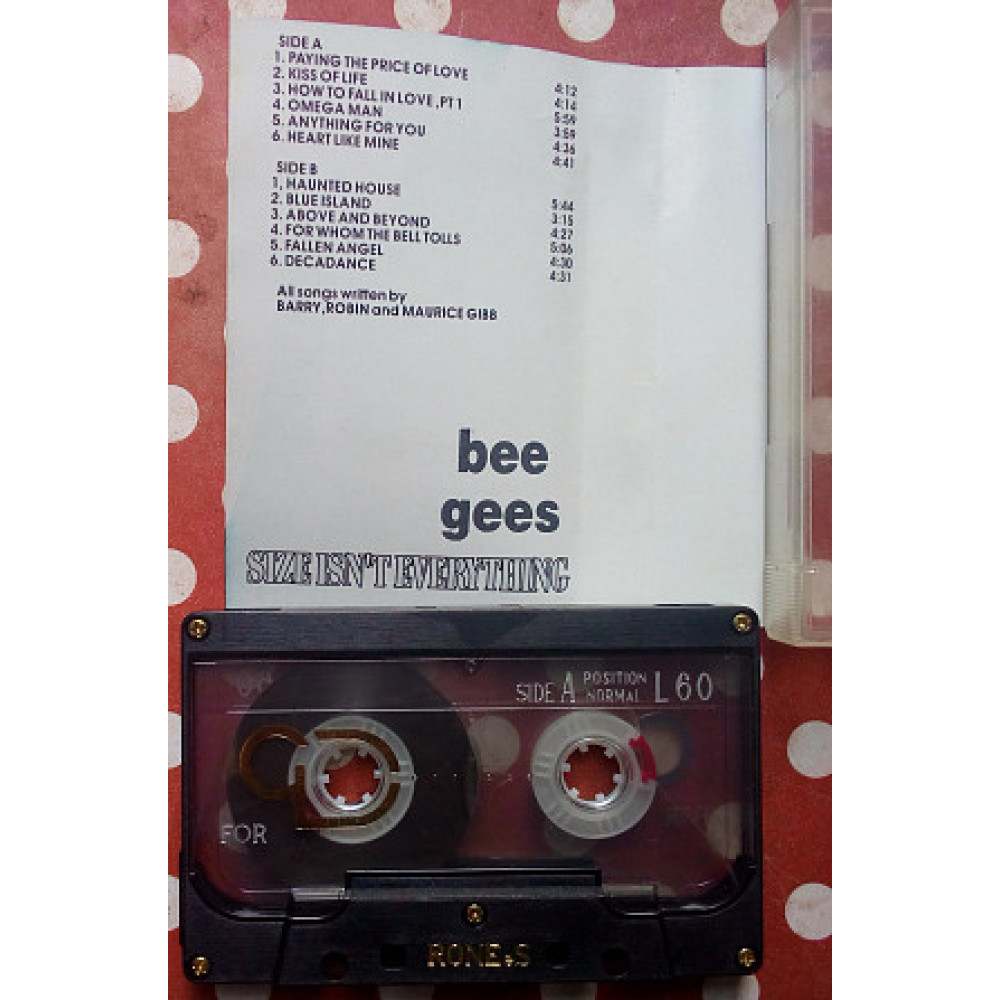 SIDE A
1. PAYING THE PRICE OF LOVE 4:12
2. KISS OF LIFE 4:14
3. HOW TO FALL IN LOVE ,PT 1 5:59
4. OMEGA MAN 3:59
5. ANYTHING FOR YOU 4:36
6. HEART LIKE MINE 4:41
SIDE B
1, HAUNTED HOUSE 5:44
2. BLUE ISLAND 3:15
3. ABOVE AND BEYOND 4:27
4. FOR WHOM THE BELL TOLLS 5:06
5. FALLEN ANGEL 4:30
6. DECADANCE 4:31
All songs written by
BARRY,ROBIN and MAURICE GIBB
bee
gees
SIZE ISN'T EVERYTHING
SIDE A POSITION NORMAL L 60
FOR CD
RONEeS